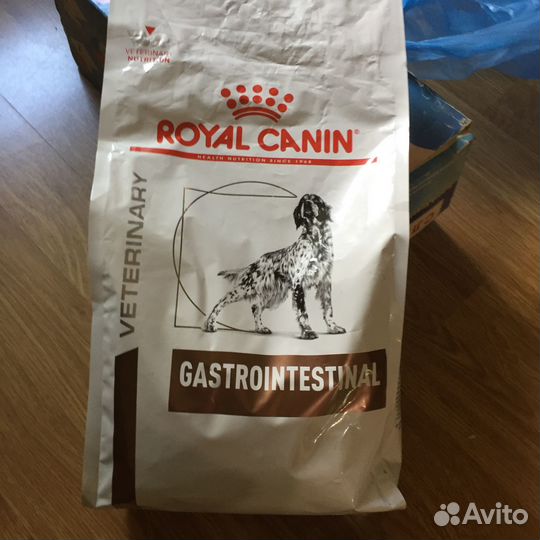 VETERINARY
NUTRITION
ROYAL CANIN
HEALTH NUTRITION SINCE 1968
VETERINARY
GASTROINTESTINAL
Avito